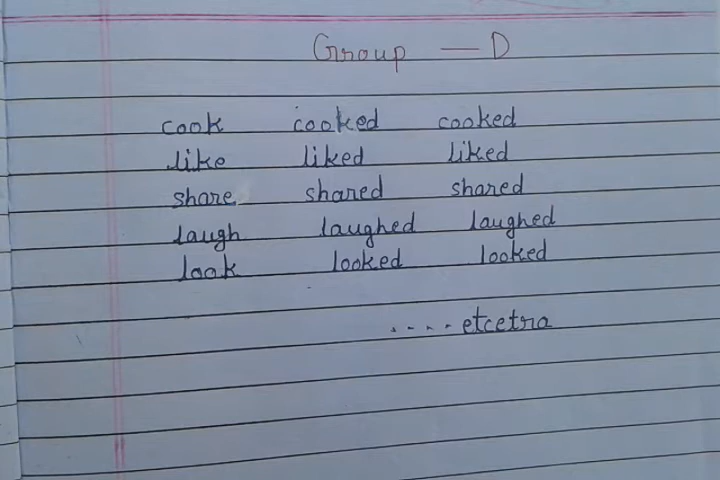 Group — D
cook cooked cooked
like liked liked
share shared shared
laugh laughed laughed
look looked looked
..... etcetra